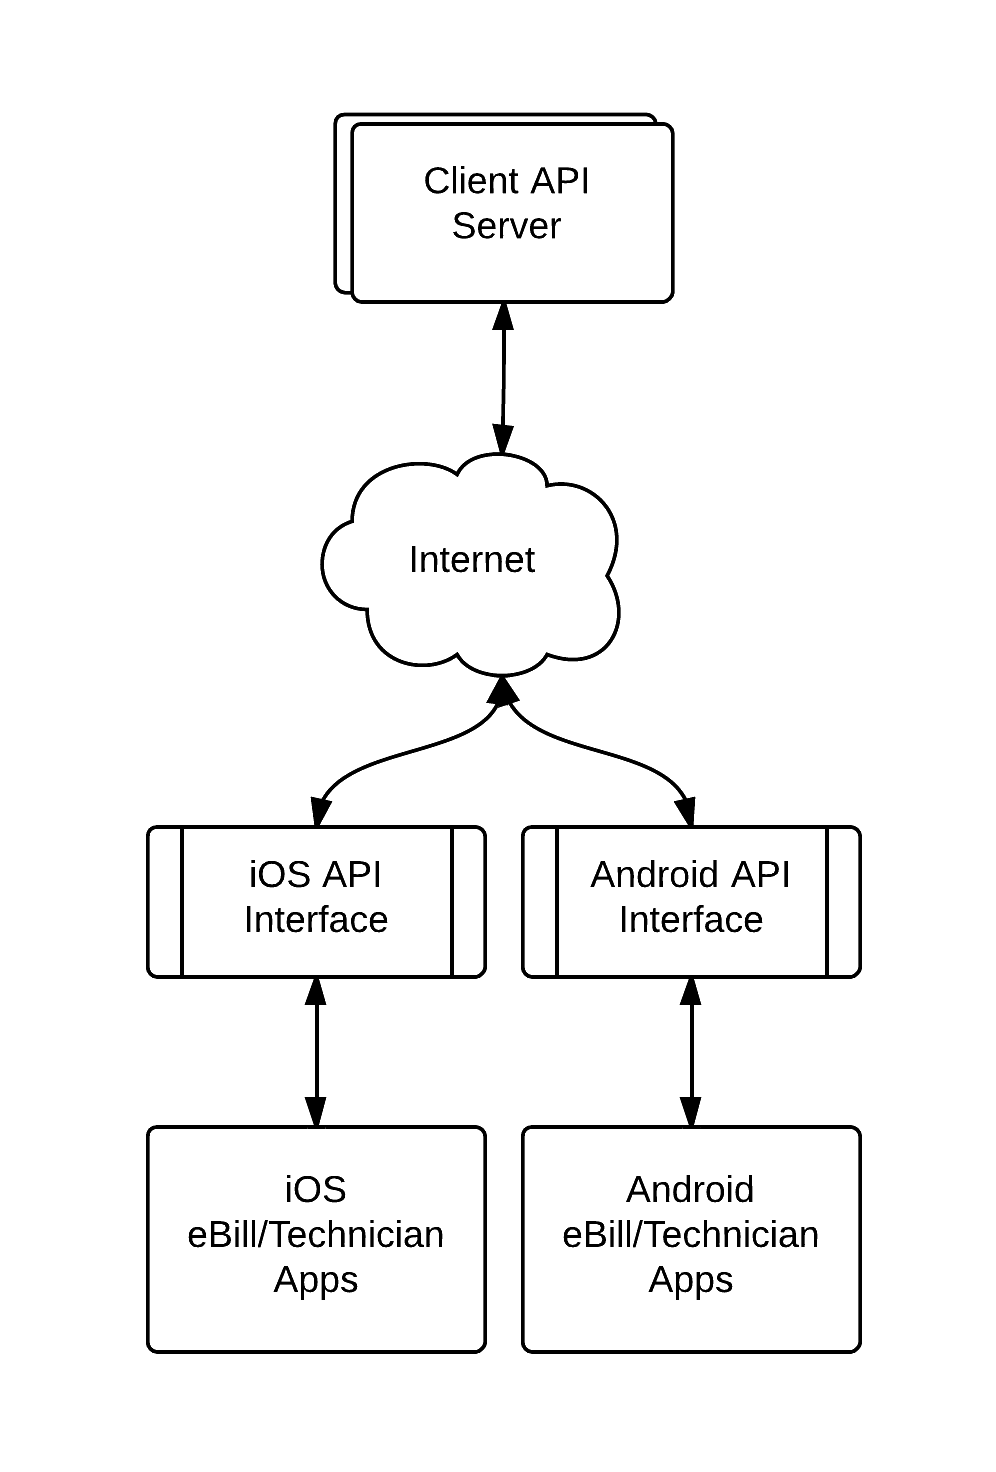 Client API
Server
Internet
iOS API
Interface
Android API
Interface
iOS
eBill/Technician
Apps
Android
eBill/Technician
Apps